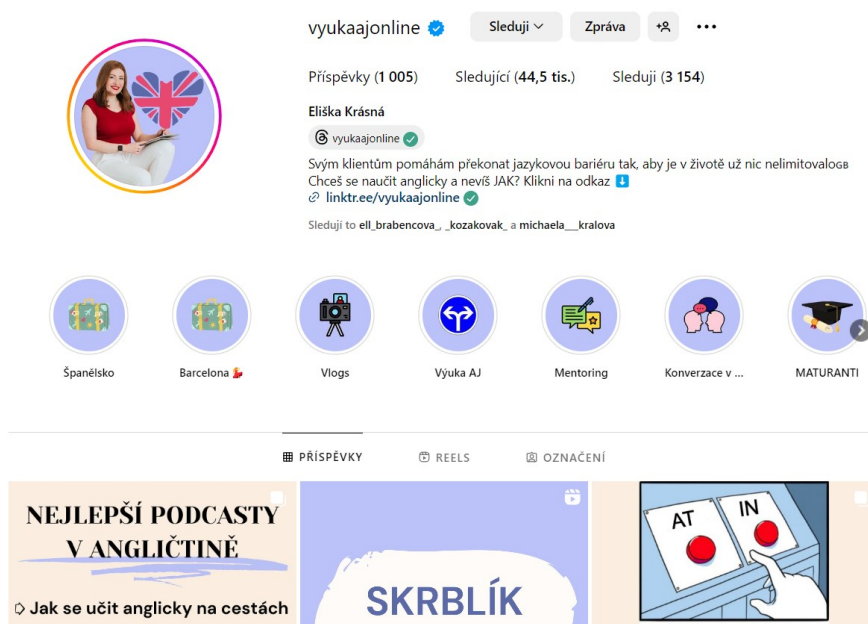 vyukaajonline Sleduji Zpráva
Příspěvky (1 005) Sledující (44,5 tis.) Sleduji (3 154)
Eliška Krásná
vyukaajonline
Svým klientům pomáhám překonat jazykovou bariéru tak, aby je v životě už nic nelimitovalo🇬🇧
Chceš se naučit anglicky a nevíš JAK? Klikni na odkaz ⬇️
linktr.ee/vyukaajonline
Sledují to ell_brabencova_, _kozakovak_ a michaela___kralova
Španělsko Barcelona 💃 Vlogs Výuka AJ Mentoring Konverzace v ... MATURANTI
PŘÍSPĚVKY REELS OZNAČENÍ
NEJLEPŠÍ PODCASTY
V ANGLIČTINĚ
➩ Jak se učit anglicky na cestách
SKRBLÍK
AT IN